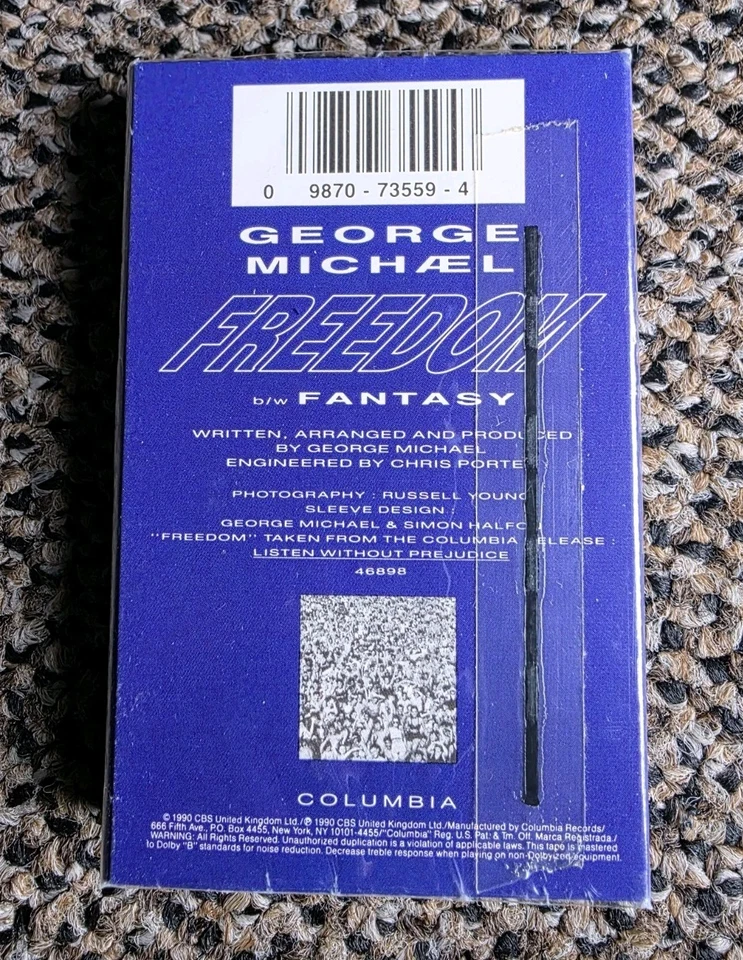 0 9870 - 73559 - 4
GEORGE
MICHÆL
FREEDOM
b/w FANTASY
WRITTEN, ARRANGED AND PRODUCED
BY GEORGE MICHAEL
ENGINEERED BY CHRIS PORTE
PHOTOGRAPHY : RUSSELL YOUNG
SLEEVE DESIGN :
GEORGE MICHAEL & SIMON HALFO
"FREEDOM" TAKEN FROM THE COLUMBIA ELEASE :
LISTEN WITHOUT PREJUDICE
46898
COLUMBIA
© 1990 CBS United Kingdom Ltd./℗ 1990 CBS United Kingdom Ltd./Manufactured by Columbia Records/
666 Fifth Ave., P.O. Box 4455, New York, NY 10101-4455/"Columbia" Reg. U.S. Pat. & Tm. Off. Marca Registrada./
WARNING: All Rights Reserved. Unauthorized duplication is a violation of applicable laws. This tape is mastered
to Dolby "B" standards for noise reduction. Decrease treble response when playing on non-Dolbyized equipment.